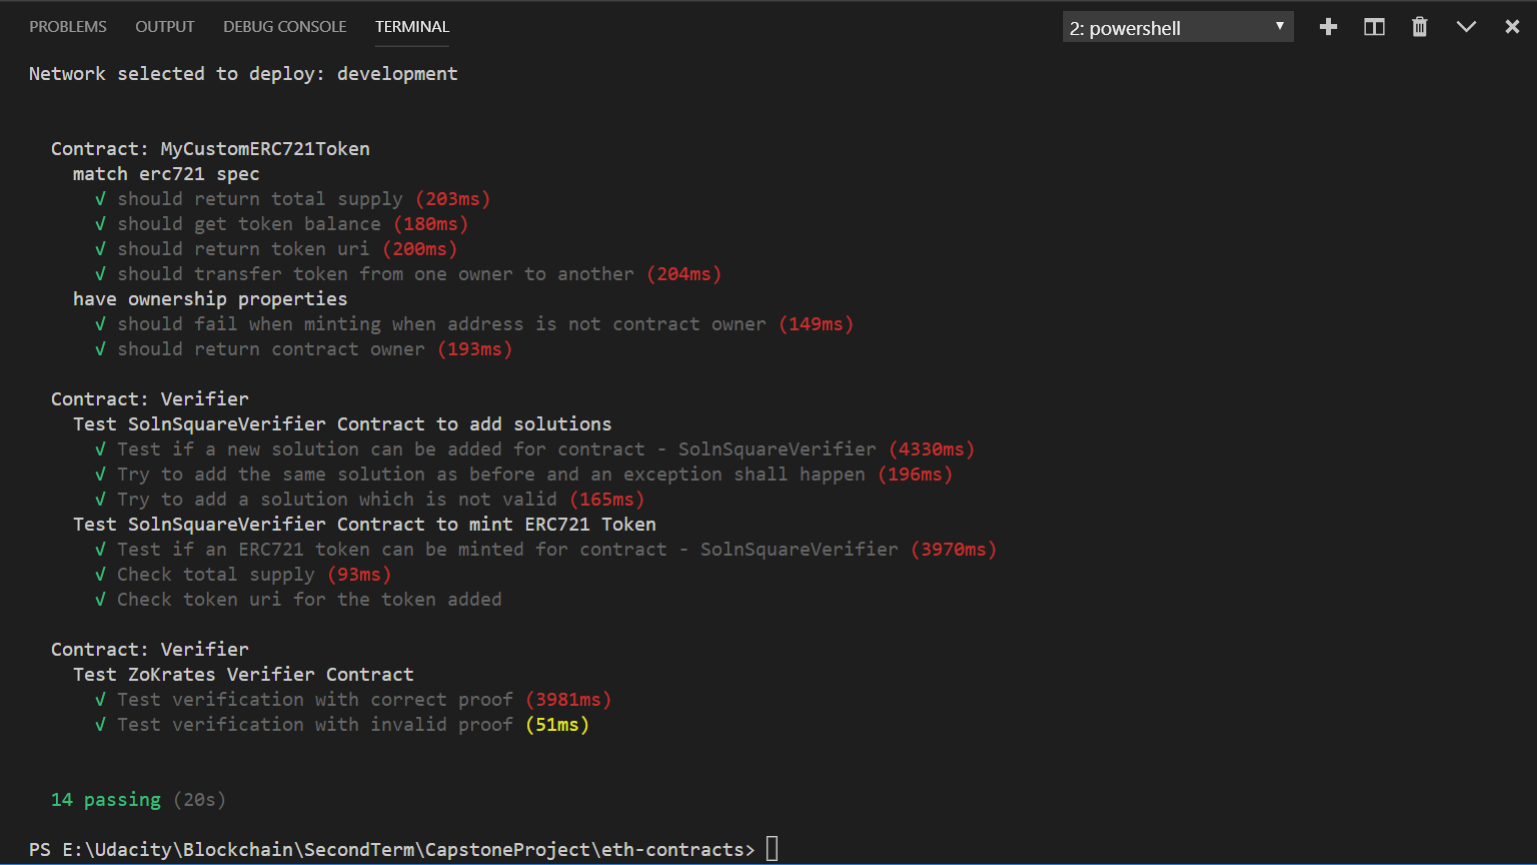 PROBLEMS OUTPUT DEBUG CONSOLE TERMINAL 2: powershell
Network selected to deploy: development
Contract: MyCustomERC721Token
match erc721 spec
√ should return total supply (203ms)
√ should get token balance (180ms)
√ should return token uri (200ms)
√ should transfer token from one owner to another (204ms)
have ownership properties
√ should fail when minting when address is not contract owner (149ms)
√ should return contract owner (193ms)
Contract: Verifier
Test SolnSquareVerifier Contract to add solutions
√ Test if a new solution can be added for contract - SolnSquareVerifier (4330ms)
√ Try to add the same solution as before and an exception shall happen (196ms)
√ Try to add a solution which is not valid (165ms)
Test SolnSquareVerifier Contract to mint ERC721 Token
√ Test if an ERC721 token can be minted for contract - SolnSquareVerifier (3970ms)
√ Check total supply (93ms)
√ Check token uri for the token added
Contract: Verifier
Test ZoKrates Verifier Contract
√ Test verification with correct proof (3981ms)
√ Test verification with invalid proof (51ms)
14 passing (20s)
PS E:\Udacity\Blockchain\SecondTerm\CapstoneProject\eth-contracts>